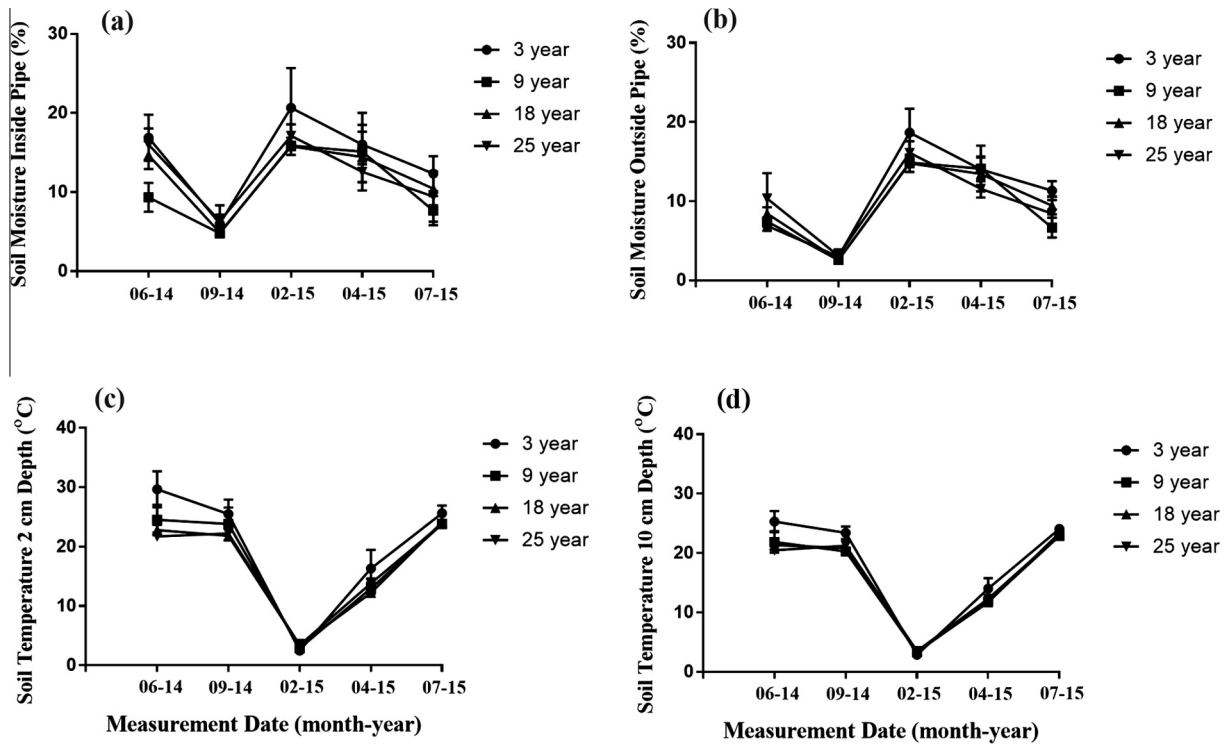 (a)
Soil Moisture Inside Pipe (%)
30
20
10
0
06-14 09-14 02-15 04-15 07-15
3 year
9 year
18 year
25 year
(b)
Soil Moisture Outside Pipe (%)
30
20
10
0
06-14 09-14 02-15 04-15 07-15
3 year
9 year
18 year
25 year
(c)
Soil Temperature 2 cm Depth (°C)
40
30
20
10
0
06-14 09-14 02-15 04-15 07-15
Measurement Date (month-year)
3 year
9 year
18 year
25 year
(d)
Soil Temperature 10 cm Depth (°C)
40
30
20
10
0
06-14 09-14 02-15 04-15 07-15
Measurement Date (month-year)
3 year
9 year
18 year
25 year